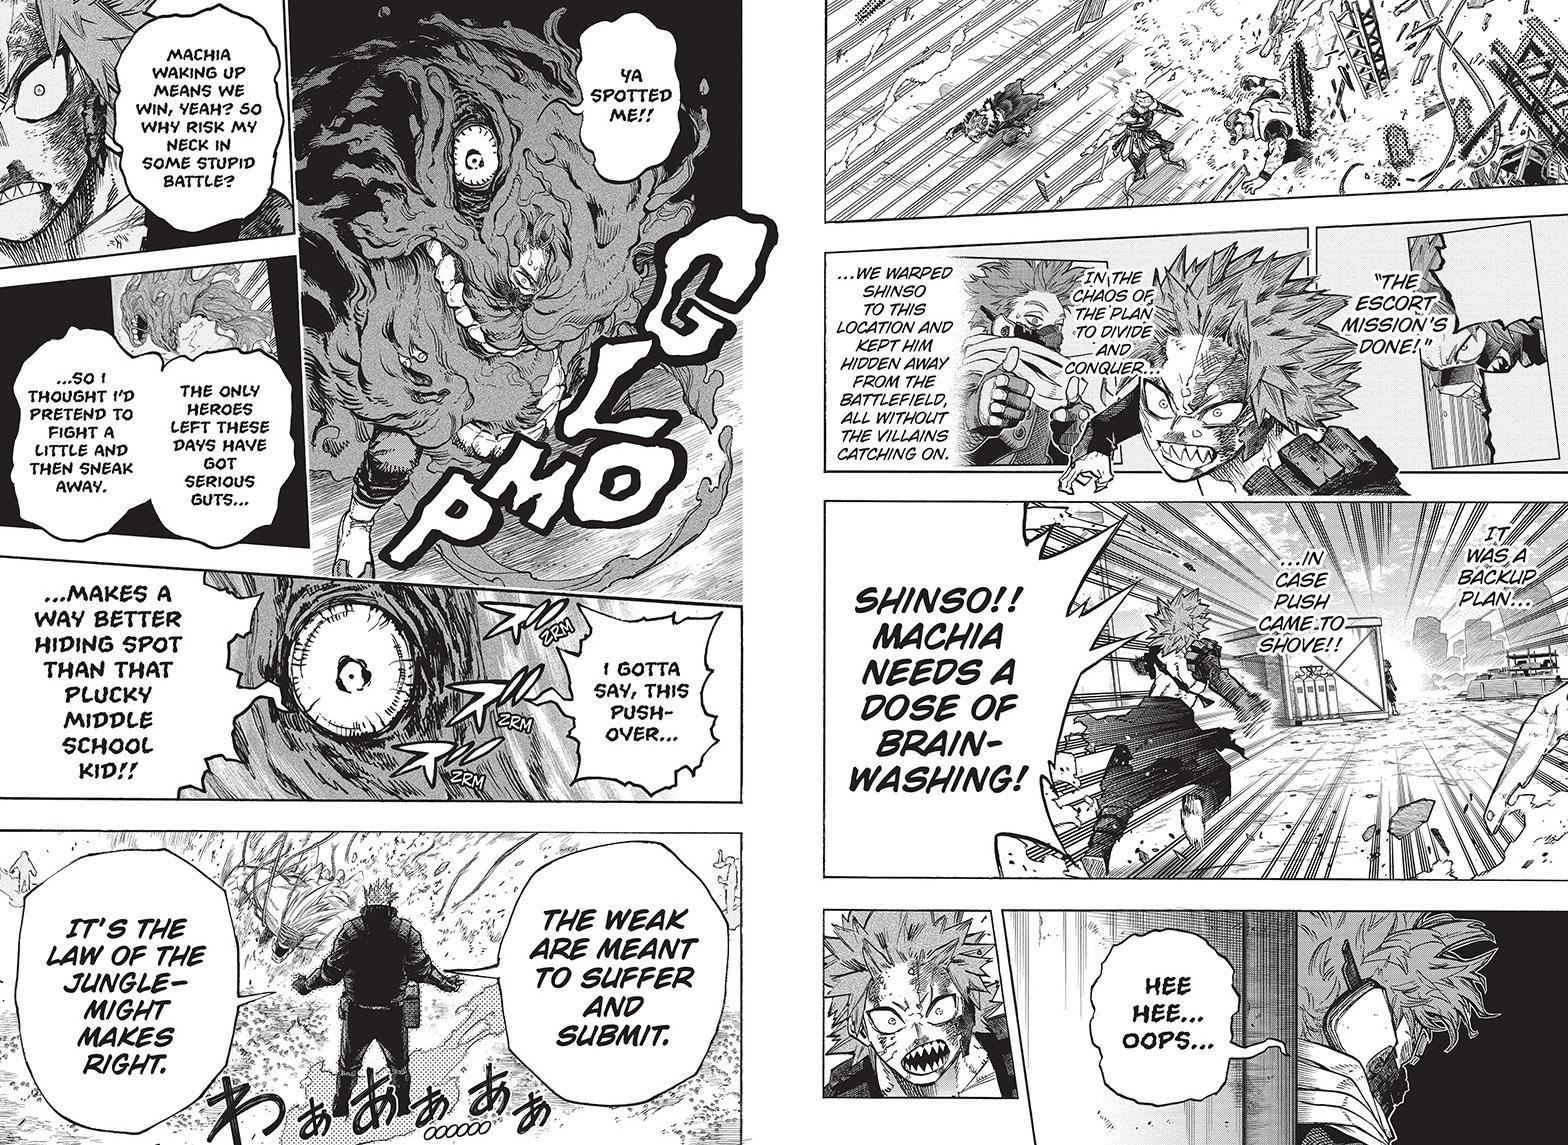 "THE
ESCORT
MISSION'S
DONE!"
IN THE
CHAOS OF
THE PLAN
TO DIVIDE
AND
CONQUER...
...WE WARPED
SHINSO
TO THIS
LOCATION AND
KEPT HIM
HIDDEN AWAY
FROM THE
BATTLEFIELD,
ALL WITHOUT
THE VILLAINS
CATCHING ON.
IT
WAS A
BACKUP
PLAN...
...IN
CASE
PUSH
CAME TO
SHOVE!!
SHINSO!!
MACHIA
NEEDS A
DOSE OF
BRAIN-
WASHING!
HEE
HEE...
OOPS...
YA
SPOTTED
ME!!
GLOMP
MACHIA
WAKING UP
MEANS WE
WIN, YEAH? SO
WHY RISK MY
NECK IN
SOME STUPID
BATTLE?
THE ONLY
HEROES
LEFT THESE
DAYS HAVE
GOT
SERIOUS
GUTS...
...SO I
THOUGHT I'D
PRETEND TO
FIGHT A
LITTLE AND
THEN SNEAK
AWAY.
I GOTTA
SAY, THIS
PUSH-
OVER...
ZRM
ZRM
ZRM
...MAKES A
WAY BETTER
HIDING SPOT
THAN THAT
PLUCKY
MIDDLE
SCHOOL
KID!!
THE WEAK
ARE MEANT
TO SUFFER
AND
SUBMIT.
IT'S THE
LAW OF THE
JUNGLE—
MIGHT
MAKES
RIGHT.
わぁあぁあぁ
OOOOOO